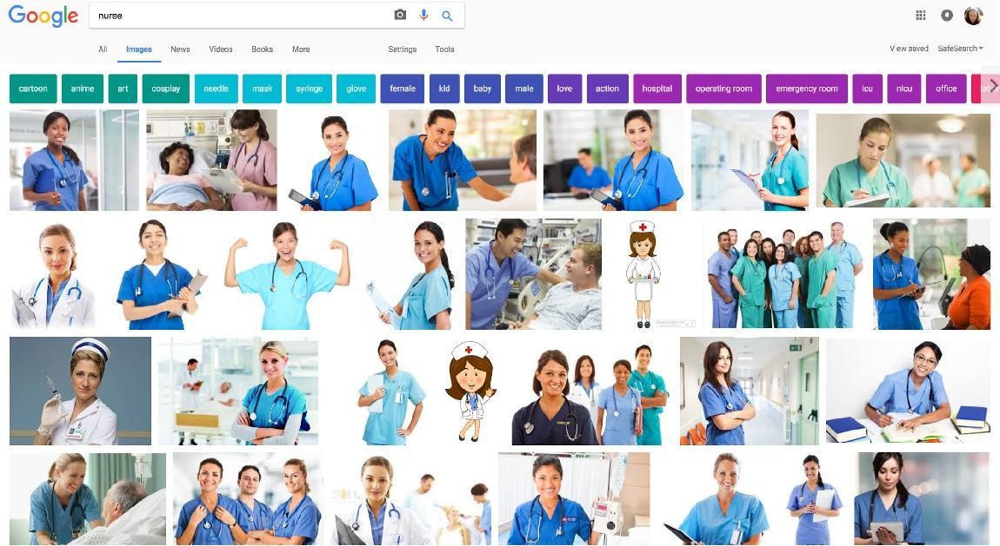 Google nurse
All Images News Videos Books More Settings Tools View saved SafeSearch
cartoon anime art cosplay needle mask syringe glove female kid baby male love action hospital operating room emergency room icu nicu office